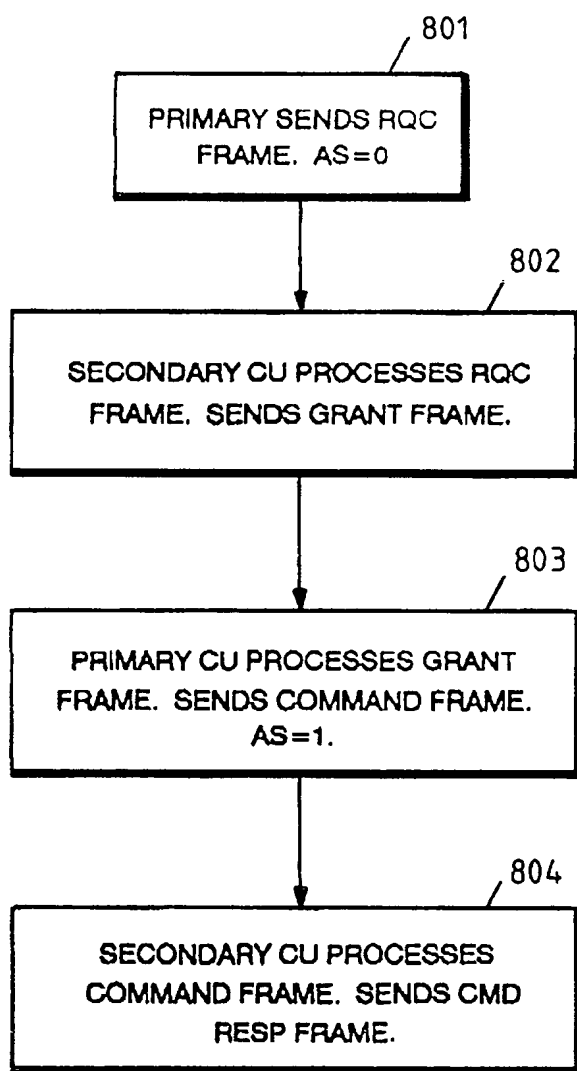 801
PRIMARY SENDS RQC
FRAME. AS=0
802
SECONDARY CU PROCESSES RQC
FRAME. SENDS GRANT FRAME.
803
PRIMARY CU PROCESSES GRANT
FRAME. SENDS COMMAND FRAME.
AS=1.
804
SECONDARY CU PROCESSES
COMMAND FRAME. SENDS CMD
RESP FRAME.